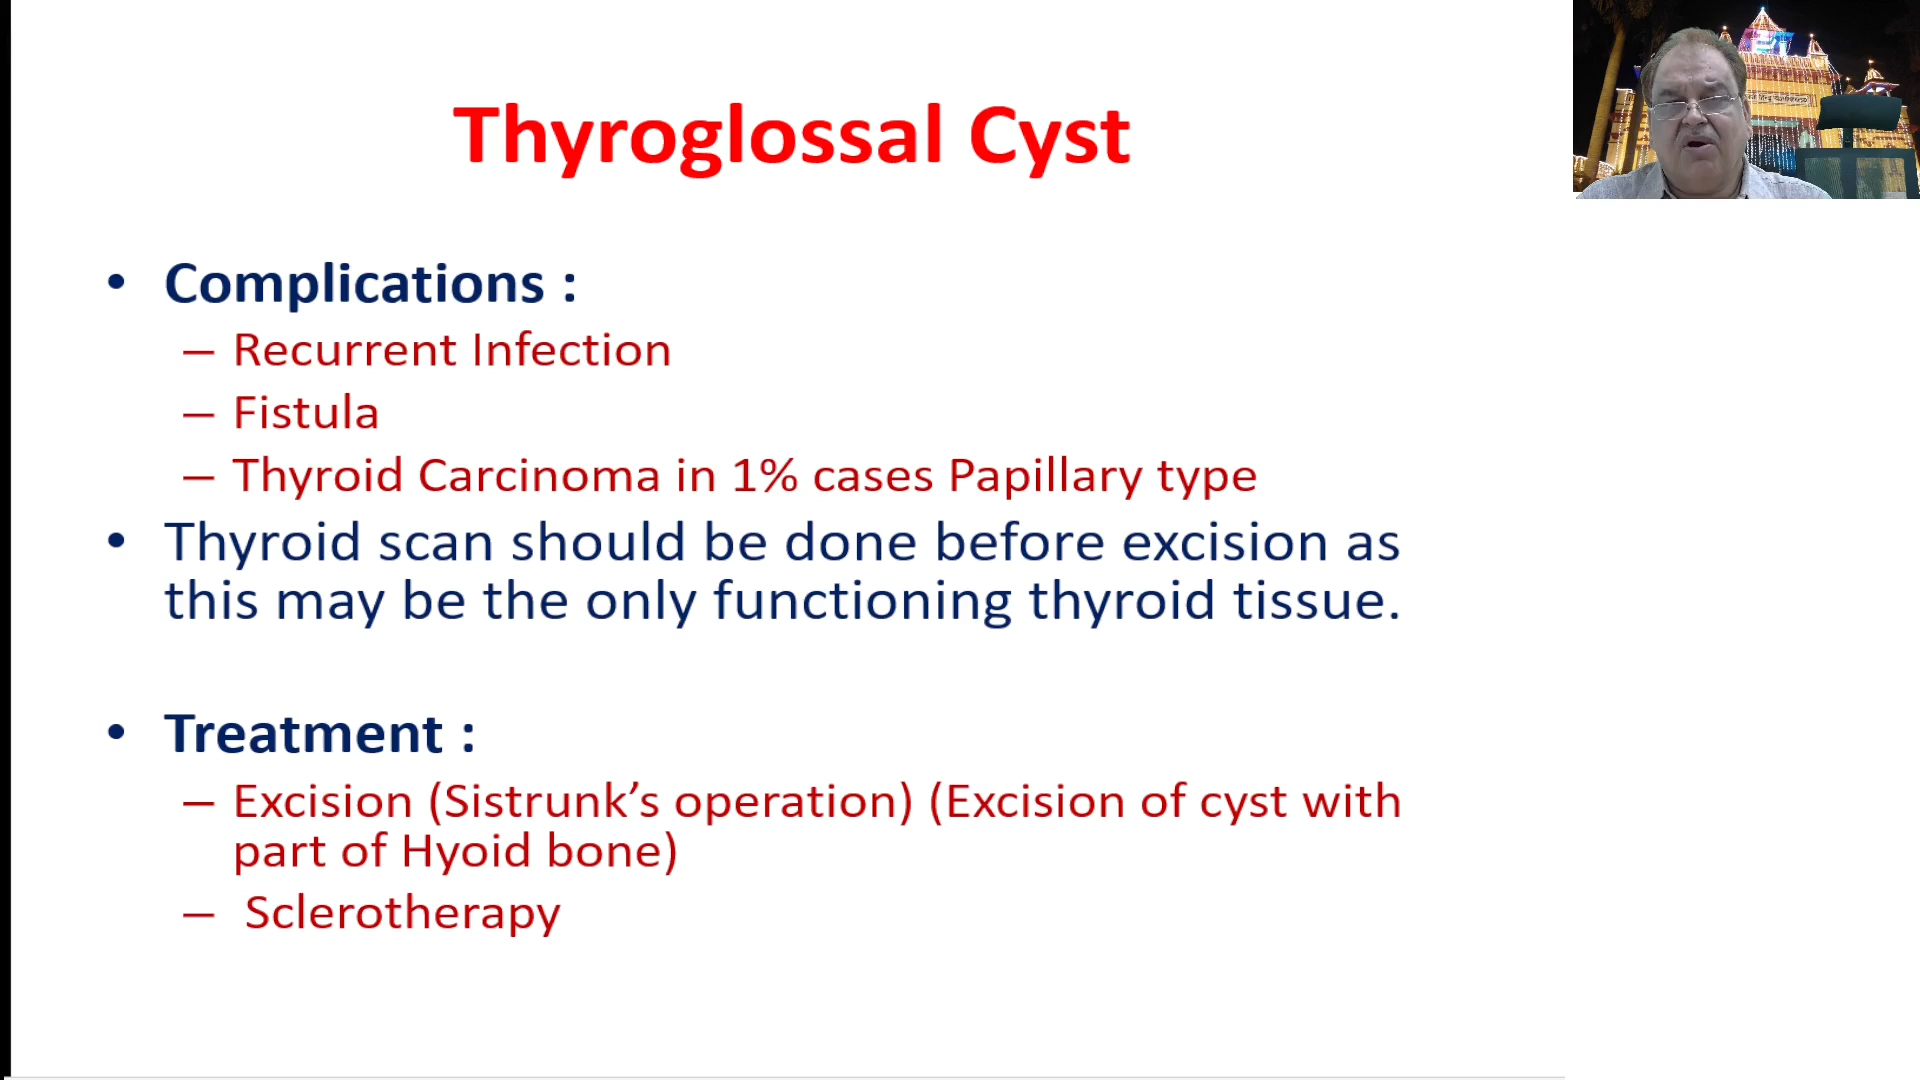 Thyroglossal Cyst
• Complications :
– Recurrent Infection
– Fistula
– Thyroid Carcinoma in 1% cases Papillary type
• Thyroid scan should be done before excision as
this may be the only functioning thyroid tissue.
• Treatment :
– Excision (Sistrunk’s operation) (Excision of cyst with
part of Hyoid bone)
– Sclerotherapy